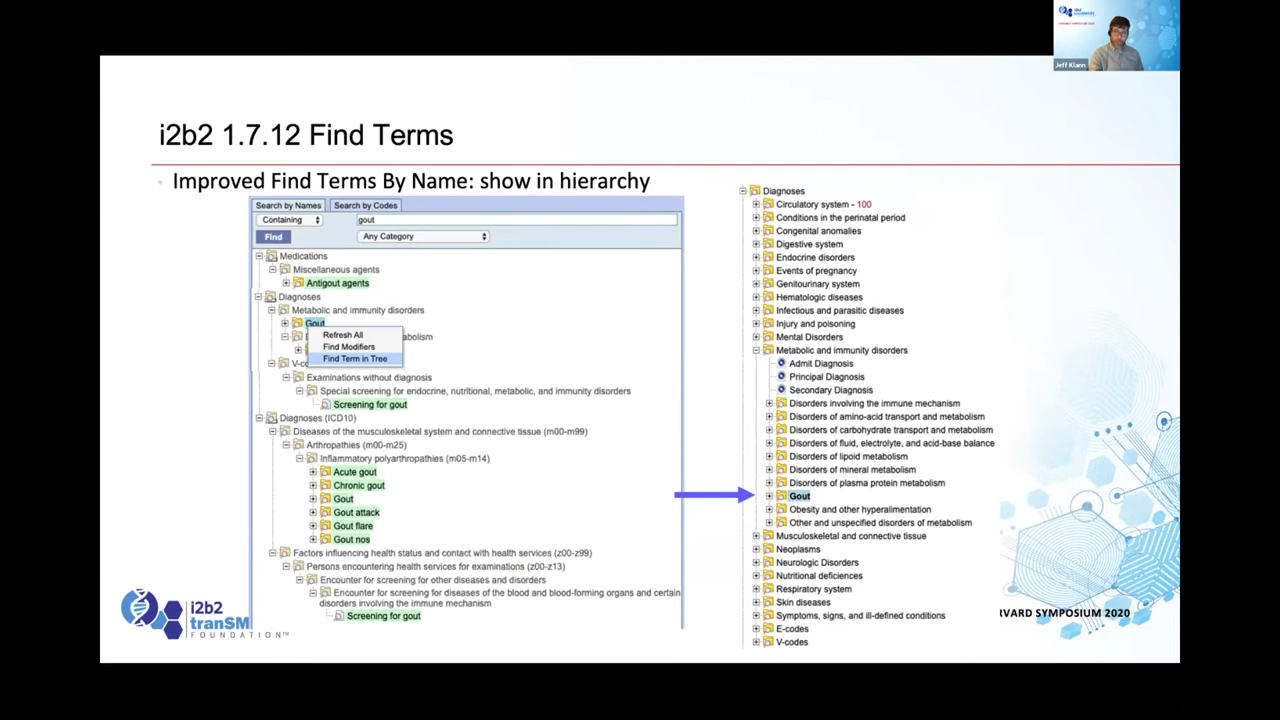 Jeff Klann
i2b2 1.7.12 Find Terms
Improved Find Terms By Name: show in hierarchy
Search by Names Search by Codes
Containing gout
Find Any Category
Medications
Miscellaneous agents
Antigout agents
Diagnoses
Metabolic and immunity disorders
Gout
Refresh All
Find Modifiers
Find Term in Tree
Examinations without diagnosis
Special screening for endocrine, nutritional, metabolic, and immunity disorders
Screening for gout
Diagnoses (ICD10)
Diseases of the musculoskeletal system and connective tissue (m00-m99)
Arthropathies (m00-m25)
Inflammatory polyarthropathies (m05-m14)
Acute gout
Chronic gout
Gout
Gout attack
Gout flare
Gout nos
Factors influencing health status and contact with health services (z00-z99)
Persons encountering health services for examinations (z00-z13)
Encounter for screening for other diseases and disorders
Encounter for screening for diseases of the blood and blood-forming organs and certain
disorders involving the immune mechanism
Screening for gout
Diagnoses
Circulatory system - 100
Conditions in the perinatal period
Congenital anomalies
Digestive system
Endocrine disorders
Events of pregnancy
Genitourinary system
Hematologic diseases
Infectious and parasitic diseases
Injury and poisoning
Mental Disorders
Metabolic and immunity disorders
Admit Diagnosis
Principal Diagnosis
Secondary Diagnosis
Disorders involving the immune mechanism
Disorders of amino-acid transport and metabolism
Disorders of carbohydrate transport and metabolism
Disorders of fluid, electrolyte, and acid-base balance
Disorders of lipoid metabolism
Disorders of mineral metabolism
Disorders of plasma protein metabolism
Gout
Obesity and other hyperalimentation
Other and unspecified disorders of metabolism
Musculoskeletal and connective tissue
Neoplasms
Neurologic Disorders
Nutritional deficiences
Respiratory system
Skin diseases
Symptoms, signs, and ill-defined conditions
E-codes
V-codes
i2b2
tranSM
FOUNDATION™
RVARD SYMPOSIUM 2020